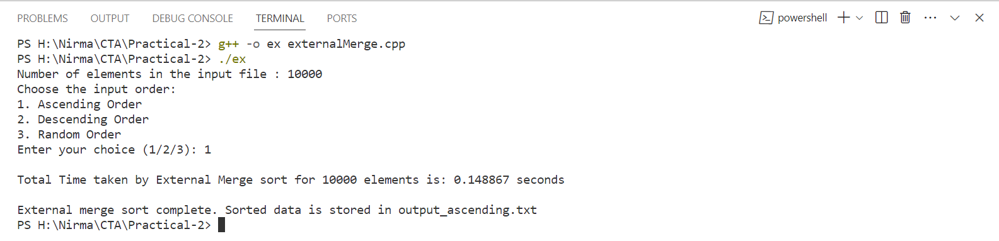 PROBLEMS OUTPUT DEBUG CONSOLE TERMINAL PORTS powershell
PS H:\Nirma\CTA\Practical-2> g++ -o ex externalMerge.cpp
PS H:\Nirma\CTA\Practical-2> ./ex
Number of elements in the input file : 10000
Choose the input order:
1. Ascending Order
2. Descending Order
3. Random Order
Enter your choice (1/2/3): 1
Total Time taken by External Merge sort for 10000 elements is: 0.148867 seconds
External merge sort complete. Sorted data is stored in output_ascending.txt
PS H:\Nirma\CTA\Practical-2>